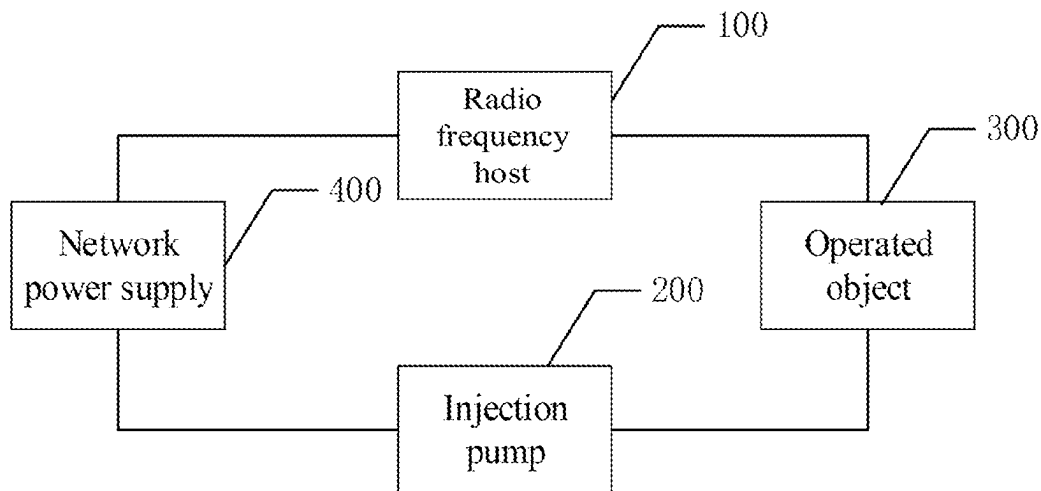 100
Radio
frequency
host
300
400
Network
power supply
Operated
object
200
Injection
pump